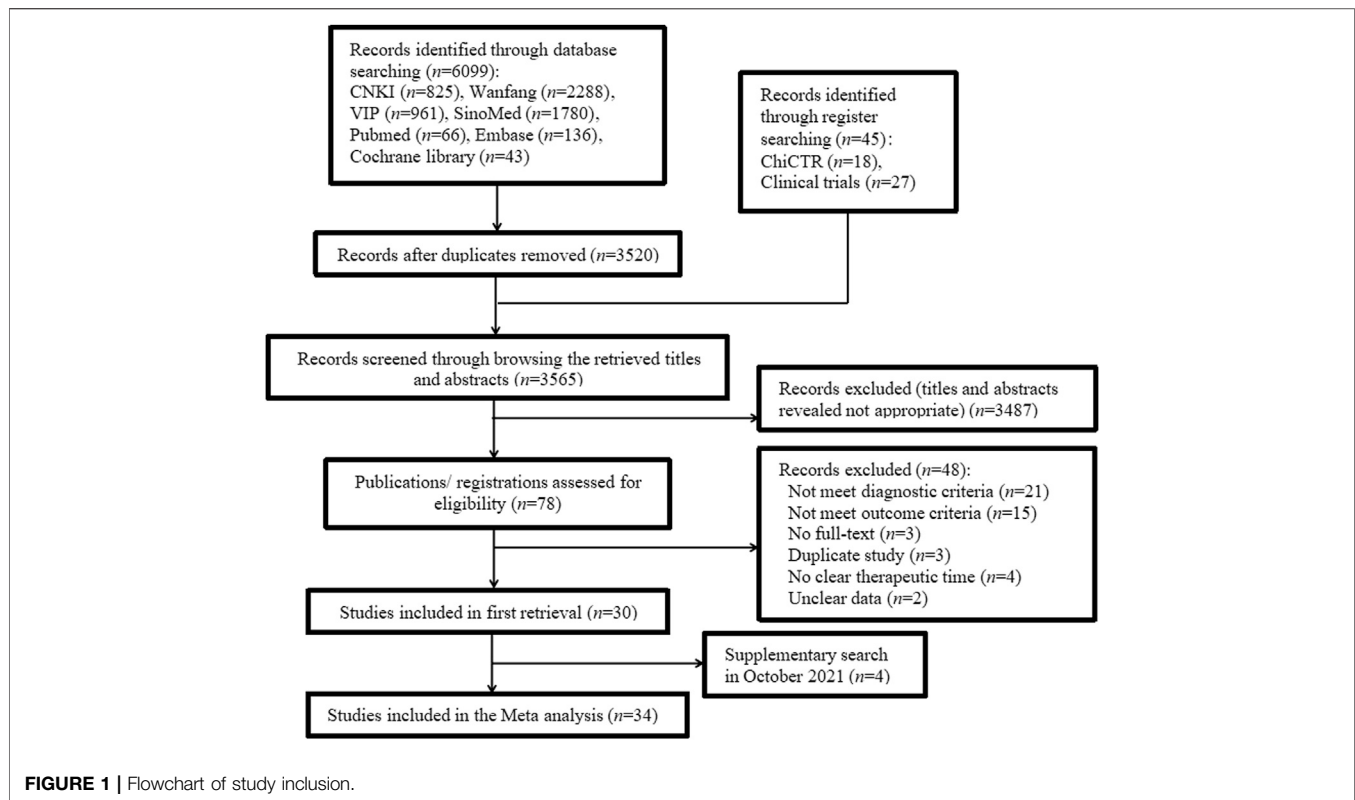 Records identified through database
searching (n=6099):
CNKI (n=825), Wanfang (n=2288),
VIP (n=961), SinoMed (n=1780),
Pubmed (n=66), Embase (n=136),
Cochrane library (n=43)
Records identified
through register
searching (n=45):
ChiCTR (n=18),
Clinical trials (n=27)
Records after duplicates removed (n=3520)
Records screened through browsing the retrieved titles
and abstracts (n=3565)
Records excluded (titles and abstracts
revealed not appropriate) (n=3487)
Publications/ registrations assessed for
eligibility (n=78)
Records excluded (n=48):
Not meet diagnostic criteria (n=21)
Not meet outcome criteria (n=15)
No full-text (n=3)
Duplicate study (n=3)
No clear therapeutic time (n=4)
Unclear data (n=2)
Studies included in first retrieval (n=30)
Supplementary search
in October 2021 (n=4)
Studies included in the Meta analysis (n=34)
FIGURE 1 | Flowchart of study inclusion.